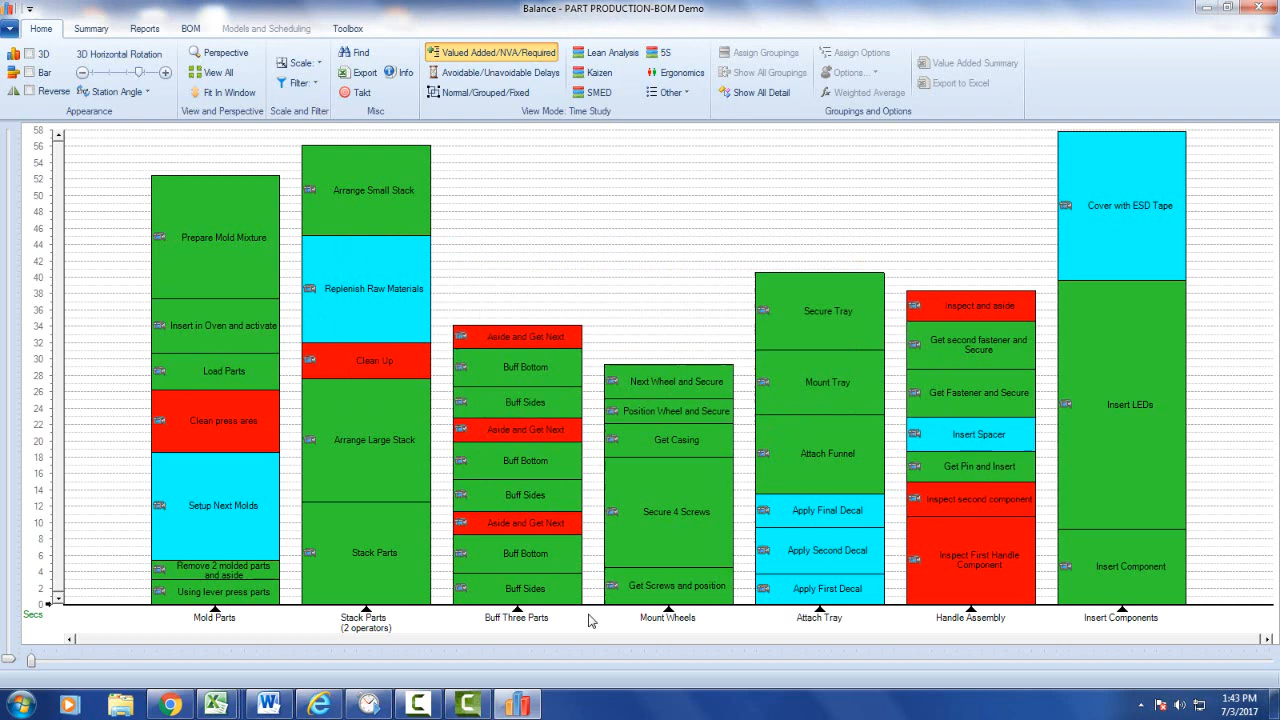 Balance - PART PRODUCTION-BOM Demo
Home Summary Reports BOM Models and Scheduling Toolbox
3D 3D Horizontal Rotation Perspective Scale: Find Valued Added/NVA/Required Lean Analysis 5S Assign Groupings Assign Options Value Added Summary
Bar View All Export Info Avoidable/Unavoidable Delays Kaizen Ergonomics Show All Groupings Options... Export to Excel
Reverse Station Angle Fit In Window Filter: Takt Normal/Grouped/Fixed SMED Other Show All Detail Weighted Average
Appearance View and Perspective Scale and Filter Misc View Mode: Time Study Groupings and Options
58
56
54
52
50
48
46
44
42
40
38
36
34
32
30
28
26
24
22
20
18
16
14
12
10
8
6
4
2
0
Secs
Prepare Mold Mixture
Insert in Oven and activate
Load Parts
Clean press ares
Setup Next Molds
Remove 2 molded parts
and aside
Using lever press parts
Mold Parts
Arrange Small Stack
Replenish Raw Materials
Clean Up
Arrange Large Stack
Stack Parts
Stack Parts
(2 operators)
Aside and Get Next
Buff Bottom
Buff Sides
Aside and Get Next
Buff Bottom
Buff Sides
Aside and Get Next
Buff Bottom
Buff Sides
Buff Three Parts
Next Wheel and Secure
Position Wheel and Secure
Get Casing
Secure 4 Screws
Get Screws and position
Mount Wheels
Secure Tray
Mount Tray
Attach Funnel
Apply Final Decal
Apply Second Decal
Apply First Decal
Attach Tray
Inspect and aside
Get second fastener and
Secure
Get Fastener and Secure
Insert Spacer
Get Pin and Insert
Inspect second component
Inspect First Handle
Component
Handle Assembly
Cover with ESD Tape
Insert LEDs
Insert Component
Insert Components
1:43 PM
7/3/2017